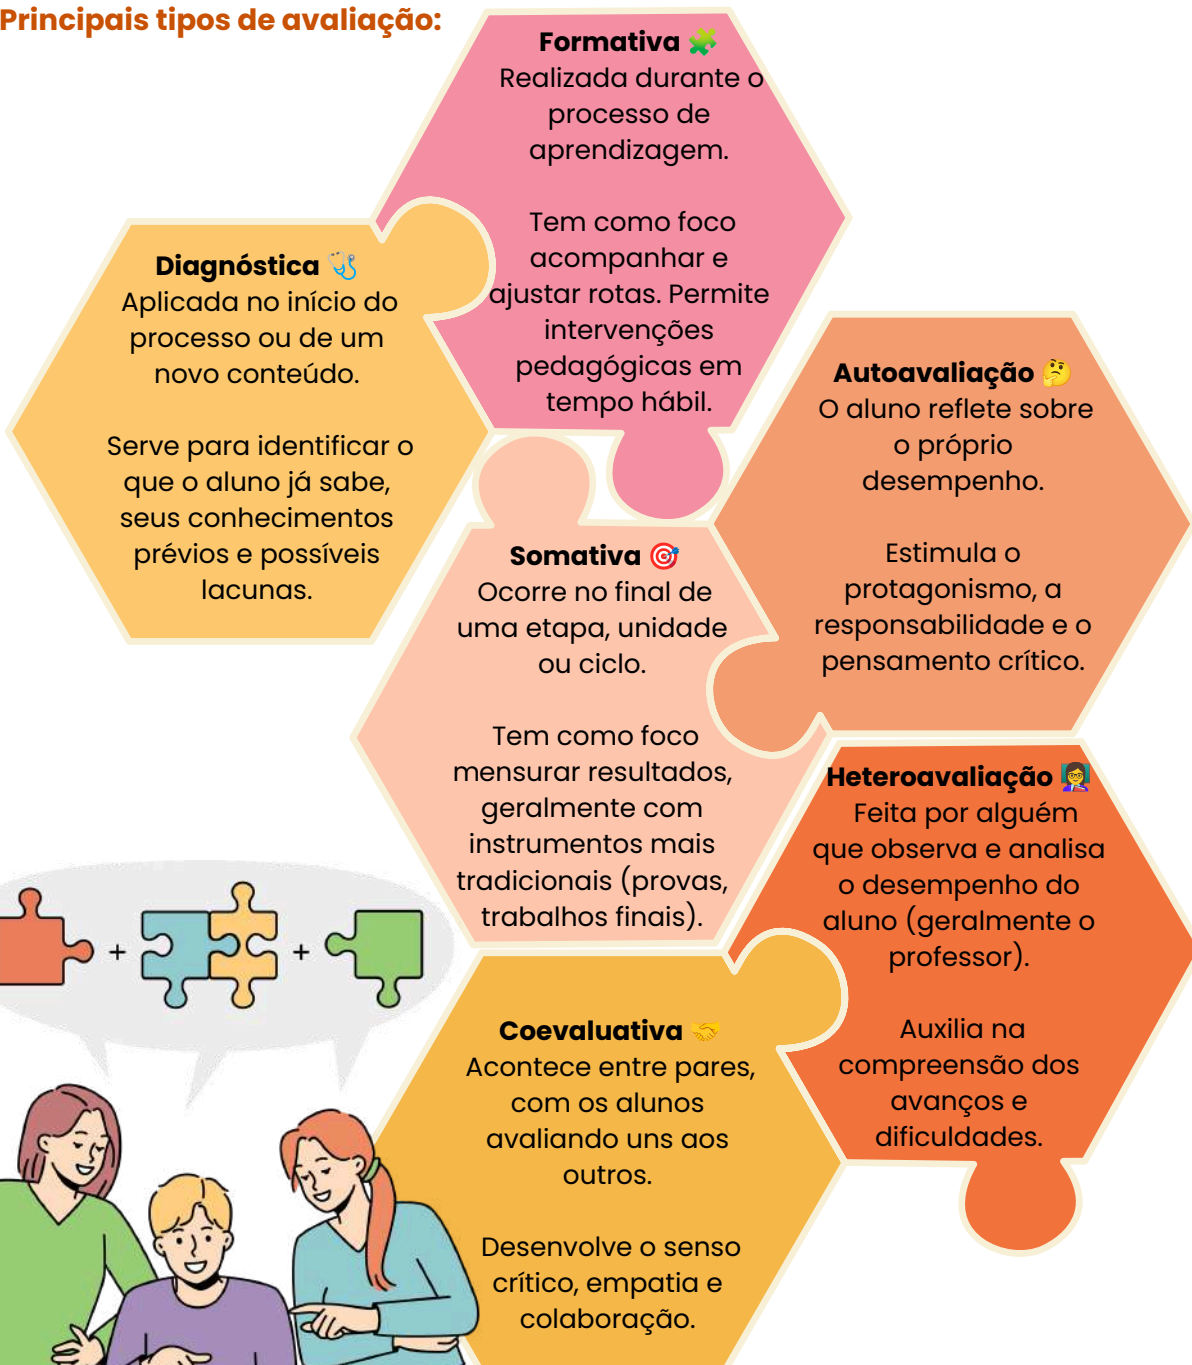 Principais tipos de avaliação:
Formativa 🧩
Realizada durante o
processo de
aprendizagem.
Tem como foco
acompanhar e
ajustar rotas. Permite
intervenções
pedagógicas em
tempo hábil.
Diagnóstica 🩺
Aplicada no início do
processo ou de um
novo conteúdo.
Serve para identificar o
que o aluno já sabe,
seus conhecimentos
prévios e possíveis
lacunas.
Autoavaliação 🤔
O aluno reflete sobre
o próprio
desempenho.
Estimula o
protagonismo, a
responsabilidade e o
pensamento crítico.
Somativa 🎯
Ocorre no final de
uma etapa, unidade
ou ciclo.
Tem como foco
mensurar resultados,
geralmente com
instrumentos mais
tradicionais (provas,
trabalhos finais).
Heteroavaliação 👩‍🏫
Feita por alguém
que observa e analisa
o desempenho do
aluno (geralmente o
professor).
Auxilia na
compreensão dos
avanços e
dificuldades.
+ +
Coevaluativa 🤝
Acontece entre pares,
com os alunos
avaliando uns aos
outros.
Desenvolve o senso
crítico, empatia e
colaboração.